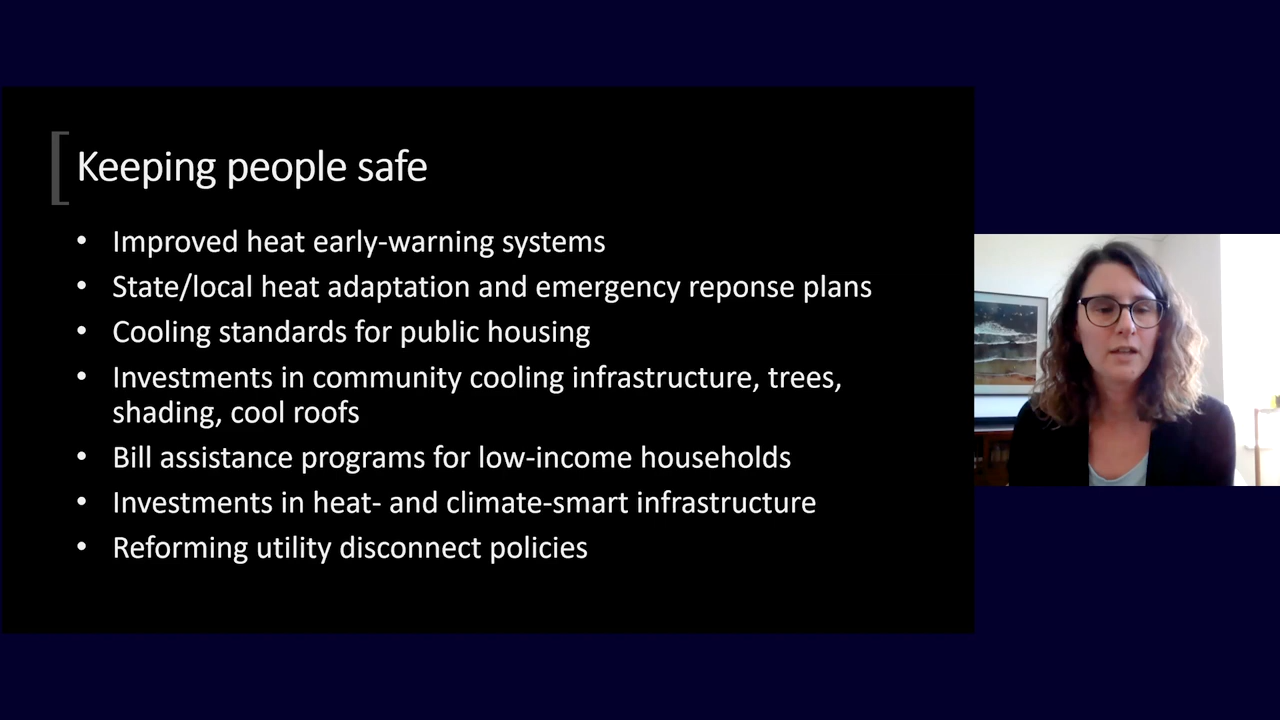 Keeping people safe
• Improved heat early-warning systems
• State/local heat adaptation and emergency reponse plans
• Cooling standards for public housing
• Investments in community cooling infrastructure, trees,
shading, cool roofs
• Bill assistance programs for low-income households
• Investments in heat- and climate-smart infrastructure
• Reforming utility disconnect policies